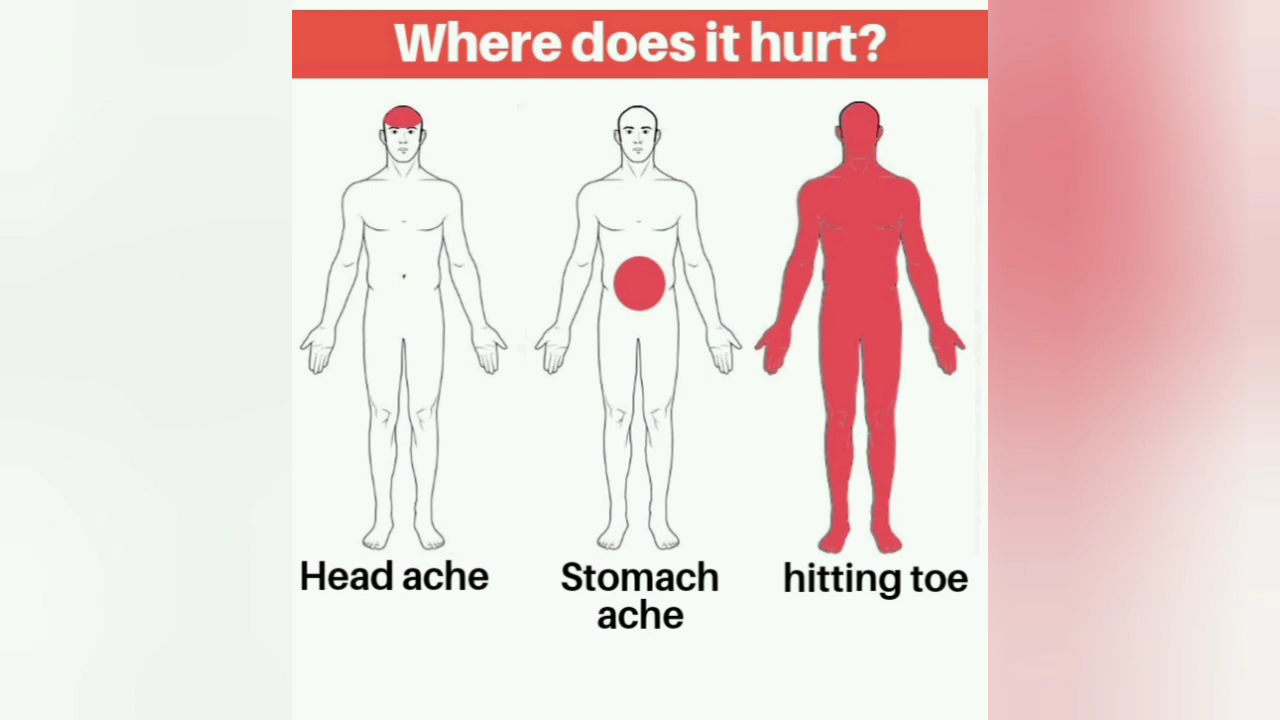 Where does it hurt?
Head ache
Stomach
ache
hitting toe